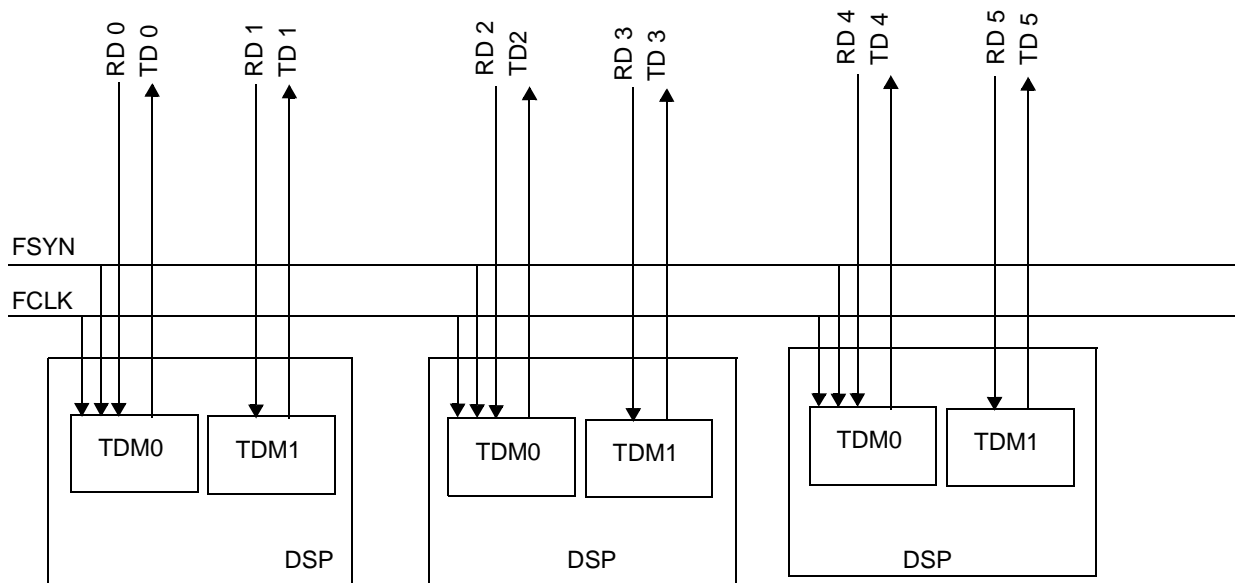 RD 0
TD 0
RD 1
TD 1
RD 2
TD2
RD 3
TD 3
RD 4
TD 4
RD 5
TD 5
FSYN
FCLK
TDM0
TDM1
TDM0
TDM1
TDM0
TDM1
DSP
DSP
DSP